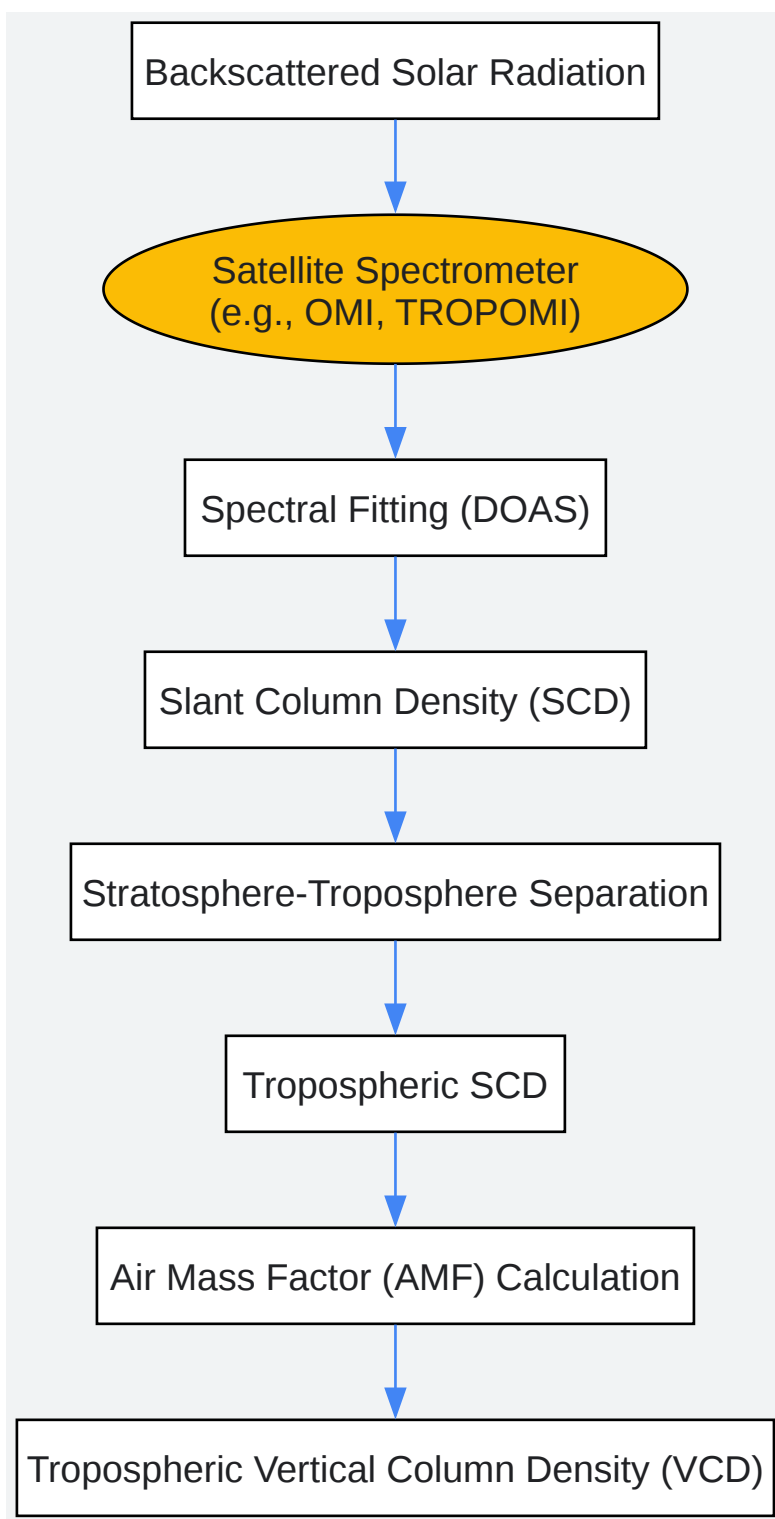 Backscattered Solar Radiation
Satellite Spectrometer
(e.g., OMI, TROPOMI)
Spectral Fitting (DOAS)
Slant Column Density (SCD)
Stratosphere-Troposphere Separation
Tropospheric SCD
Air Mass Factor (AMF) Calculation
Tropospheric Vertical Column Density (VCD)